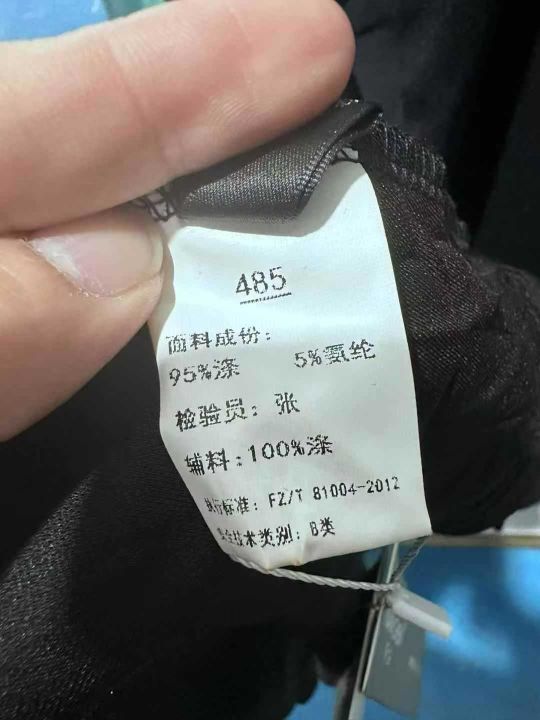 485
面料成份:
95%涤 5%氨纶
检验员: 张
辅料:100%涤
执行标准: FZ/T 81004-2012
安全技术类别: B类